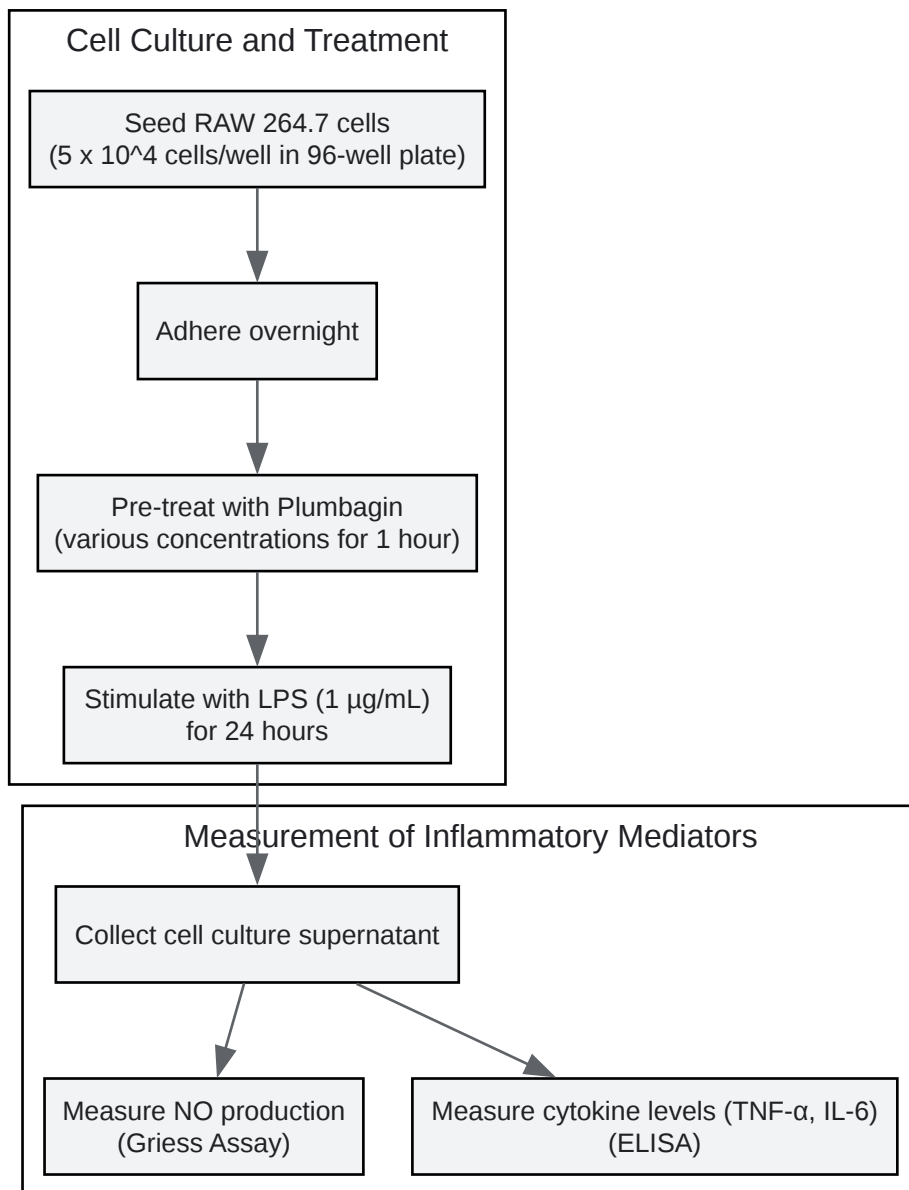 Cell Culture and Treatment
Seed RAW 264.7 cells
(5 x 10^4 cells/well in 96-well plate)
Adhere overnight
Pre-treat with Plumbagin
(various concentrations for 1 hour)
Stimulate with LPS (1 µg/mL)
for 24 hours
Measurement of Inflammatory Mediators
Collect cell culture supernatant
Measure NO production
(Griess Assay)
Measure cytokine levels (TNF-α, IL-6)
(ELISA)